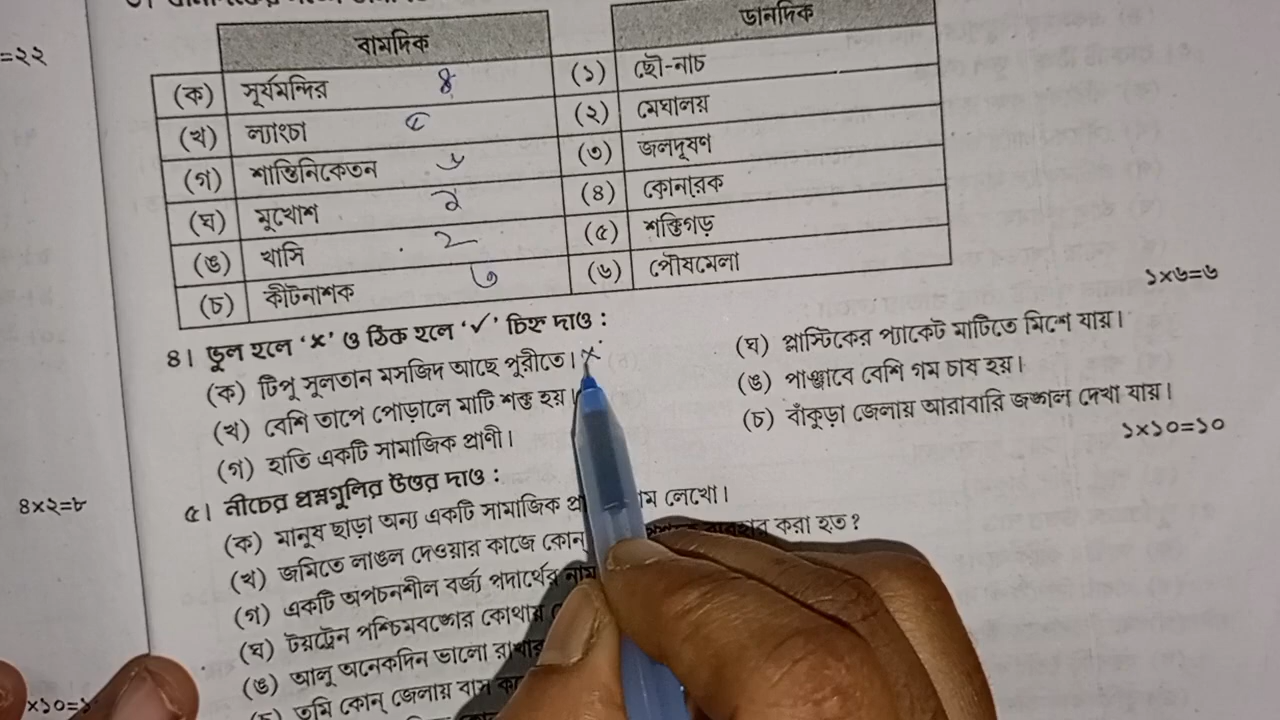 =২২
বামদিক ডানদিক
(ক) সূর্যমন্দির ৪ (১) ছৌ-নাচ
(খ) ল্যাংচা ৫ (২) মেঘালয়
(গ) শান্তিনিকেতন ৬ (৩) জলদূষণ
(ঘ) মুখোশ ১ (৪) কোনারক
(ঙ) খাসি ২ (৫) শক্তিগড়
(চ) কীটনাশক ৩ (৬) পৌষমেলা
১×৬=৬
৪। ভুল হলে ‘×’ ও ঠিক হলে ‘✓’ চিহ্ন দাও :
(ক) টিপু সুলতান মসজিদ আছে পুরীতে। ×
(খ) বেশি তাপে পোড়ালে মাটি শক্ত হয়।
(গ) হাতি একটি সামাজিক প্রাণী।
(ঘ) প্লাস্টিকের প্যাকেট মাটিতে মিশে যায়।
(ঙ) পাঞ্জাবে বেশি গম চাষ হয়।
(চ) বাঁকুড়া জেলায় আরাবারি জঙ্গল দেখা যায়।
১×১০=১০
৪×২=৮
৫। নীচের প্রশ্নগুলির উত্তর দাও :
(ক) মানুষ ছাড়া অন্য একটি সামাজিক লেখো।
(খ) জমিতে লাঙল দেওয়ার কাজে কোন্ ব্যবহার করা হত?
(গ) একটি অপচনশীল বর্জ্য পদার্থের নাম
(ঘ) টয়ট্রেন পশ্চিমবঙ্গের কোথায়
(ঙ) আলু অনেকদিন ভালো রাখার
তুমি কোন্ জেলায় বাস